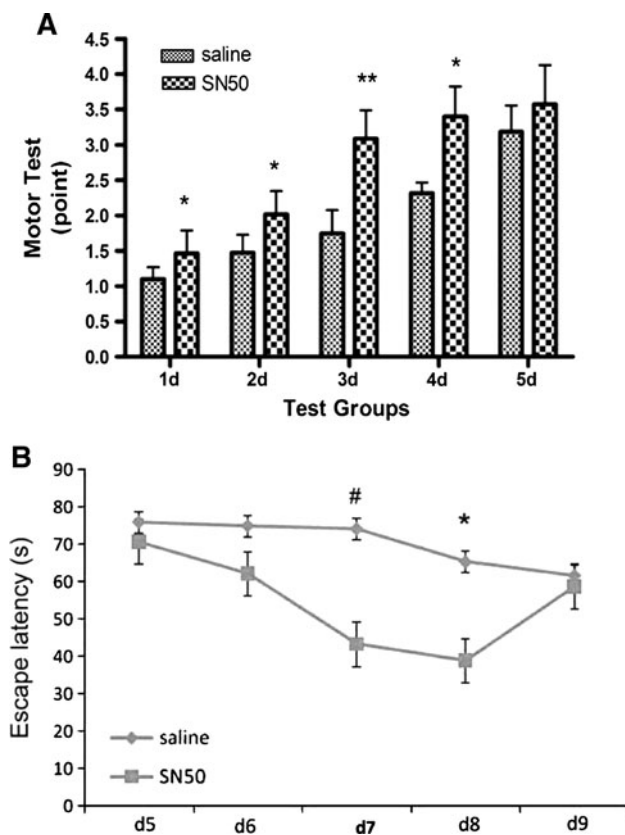 A
4.5
4.0
3.5
3.0
2.5
2.0
1.5
1.0
0.5
0.0
Motor Test
(point)
saline
SN50
*
*
**
*
1d 2d 3d 4d 5d
Test Groups
B
90
80
70
60
50
40
30
20
10
0
Escape latency (s)
#
*
saline
SN50
d5 d6 d7 d8 d9